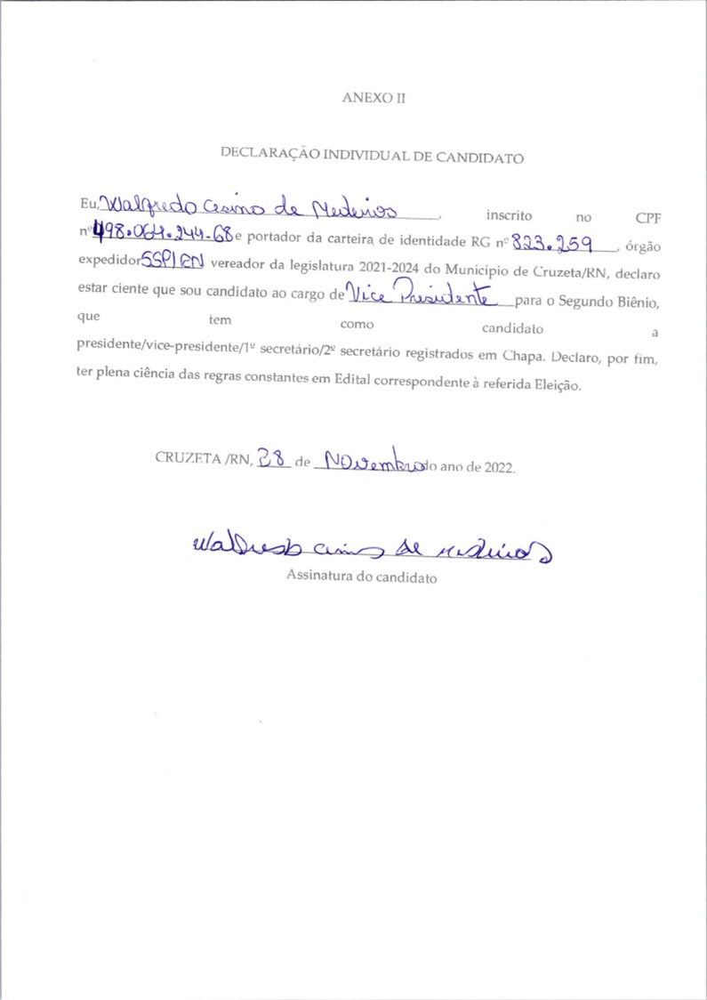 ANEXO II
DECLARAÇÃO INDIVIDUAL DE CANDIDATO
Eu, Walfredo Cesino de Medeiros, inscrito no CPF
nº 498.064.244-68 e portador da carteira de identidade RG nº 823.259, órgão
expedidor SSP/RN vereador da legislatura 2021-2024 do Município de Cruzeta/RN, declaro
estar ciente que sou candidato ao cargo de Vice Presidente para o Segundo Biênio,
que tem como candidato a
presidente/vice-presidente/1º secretário/2º secretário registrados em Chapa. Declaro, por fim,
ter plena ciência das regras constantes em Edital correspondente à referida Eleição.
CRUZETA /RN, 28 de Novembro do ano de 2022.
Walfredo Cesino de Medeiros
Assinatura do candidato